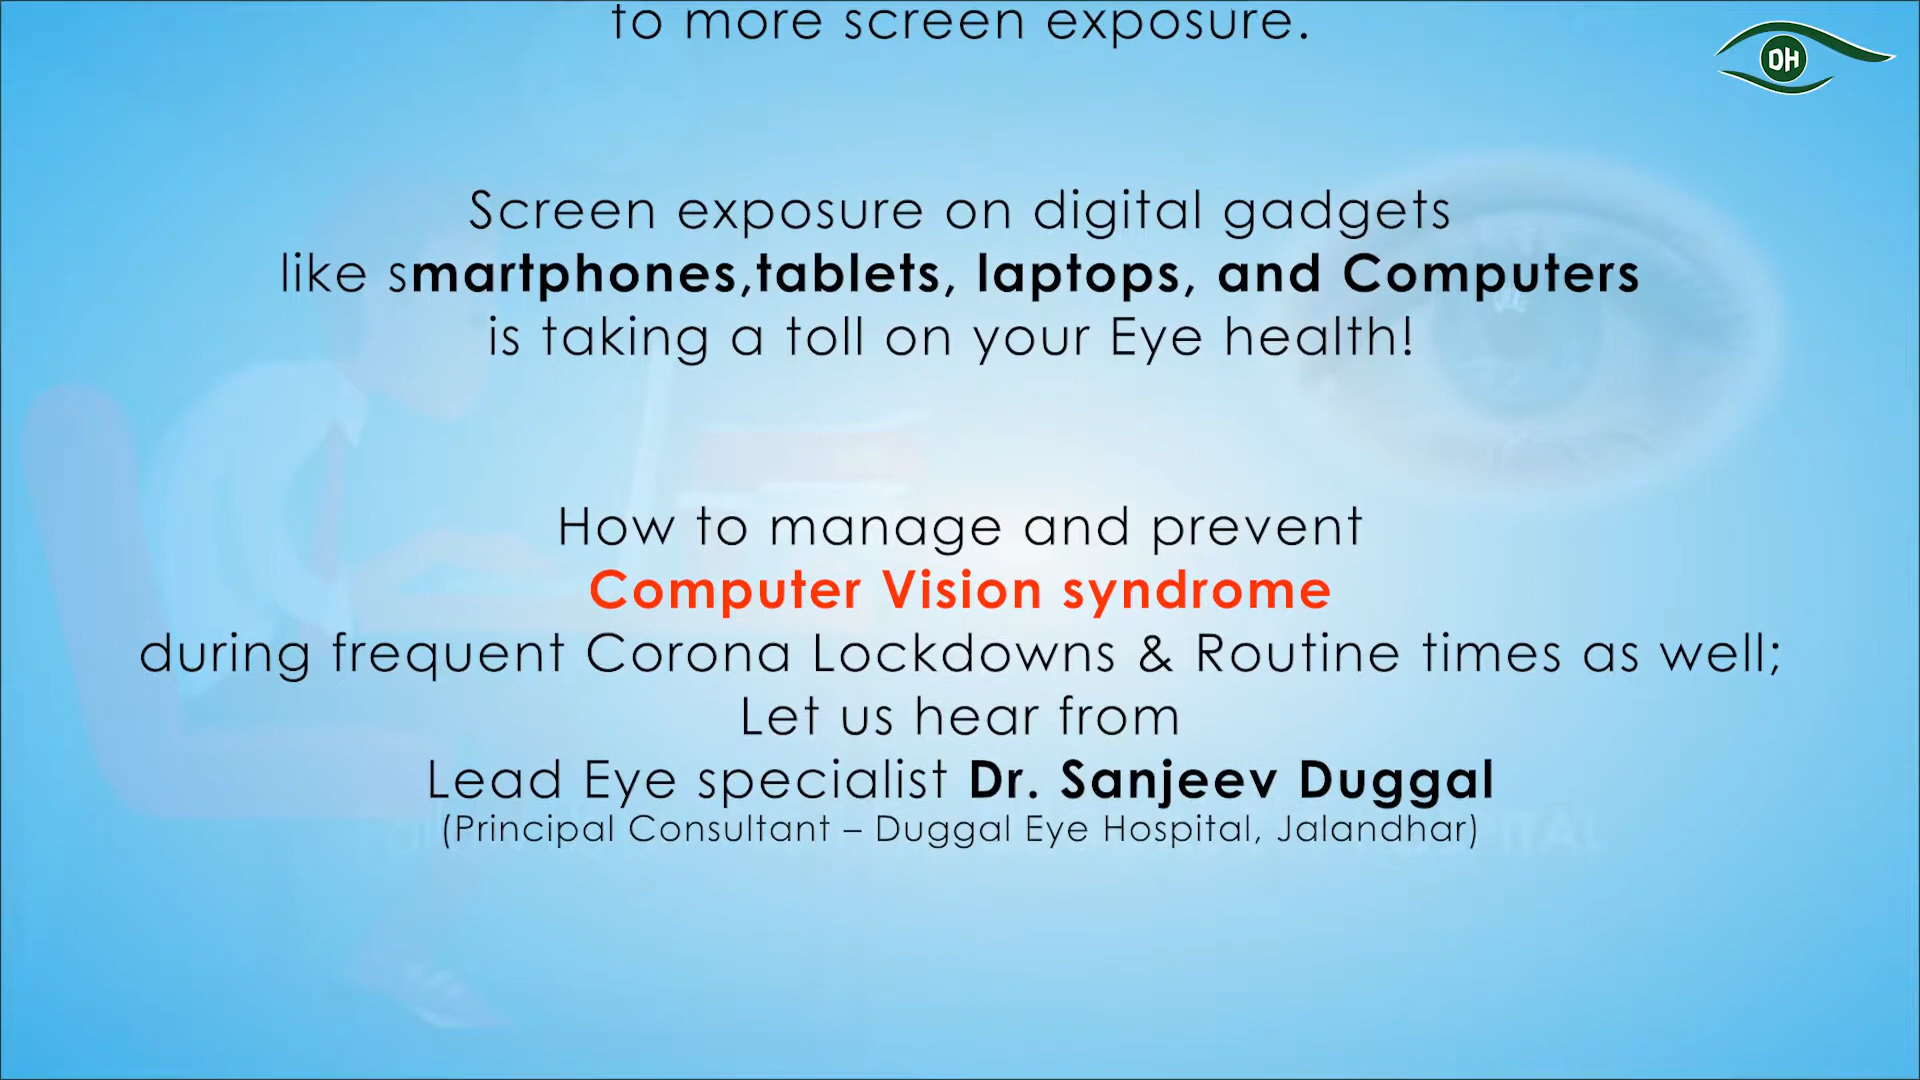 to more screen exposure.
DH
Screen exposure on digital gadgets
like smartphones,tablets, laptops, and Computers
is taking a toll on your Eye health!
How to manage and prevent
Computer Vision syndrome
during frequent Corona Lockdowns & Routine times as well;
Let us hear from
Lead Eye specialist Dr. Sanjeev Duggal
(Principal Consultant – Duggal Eye Hospital, Jalandhar)